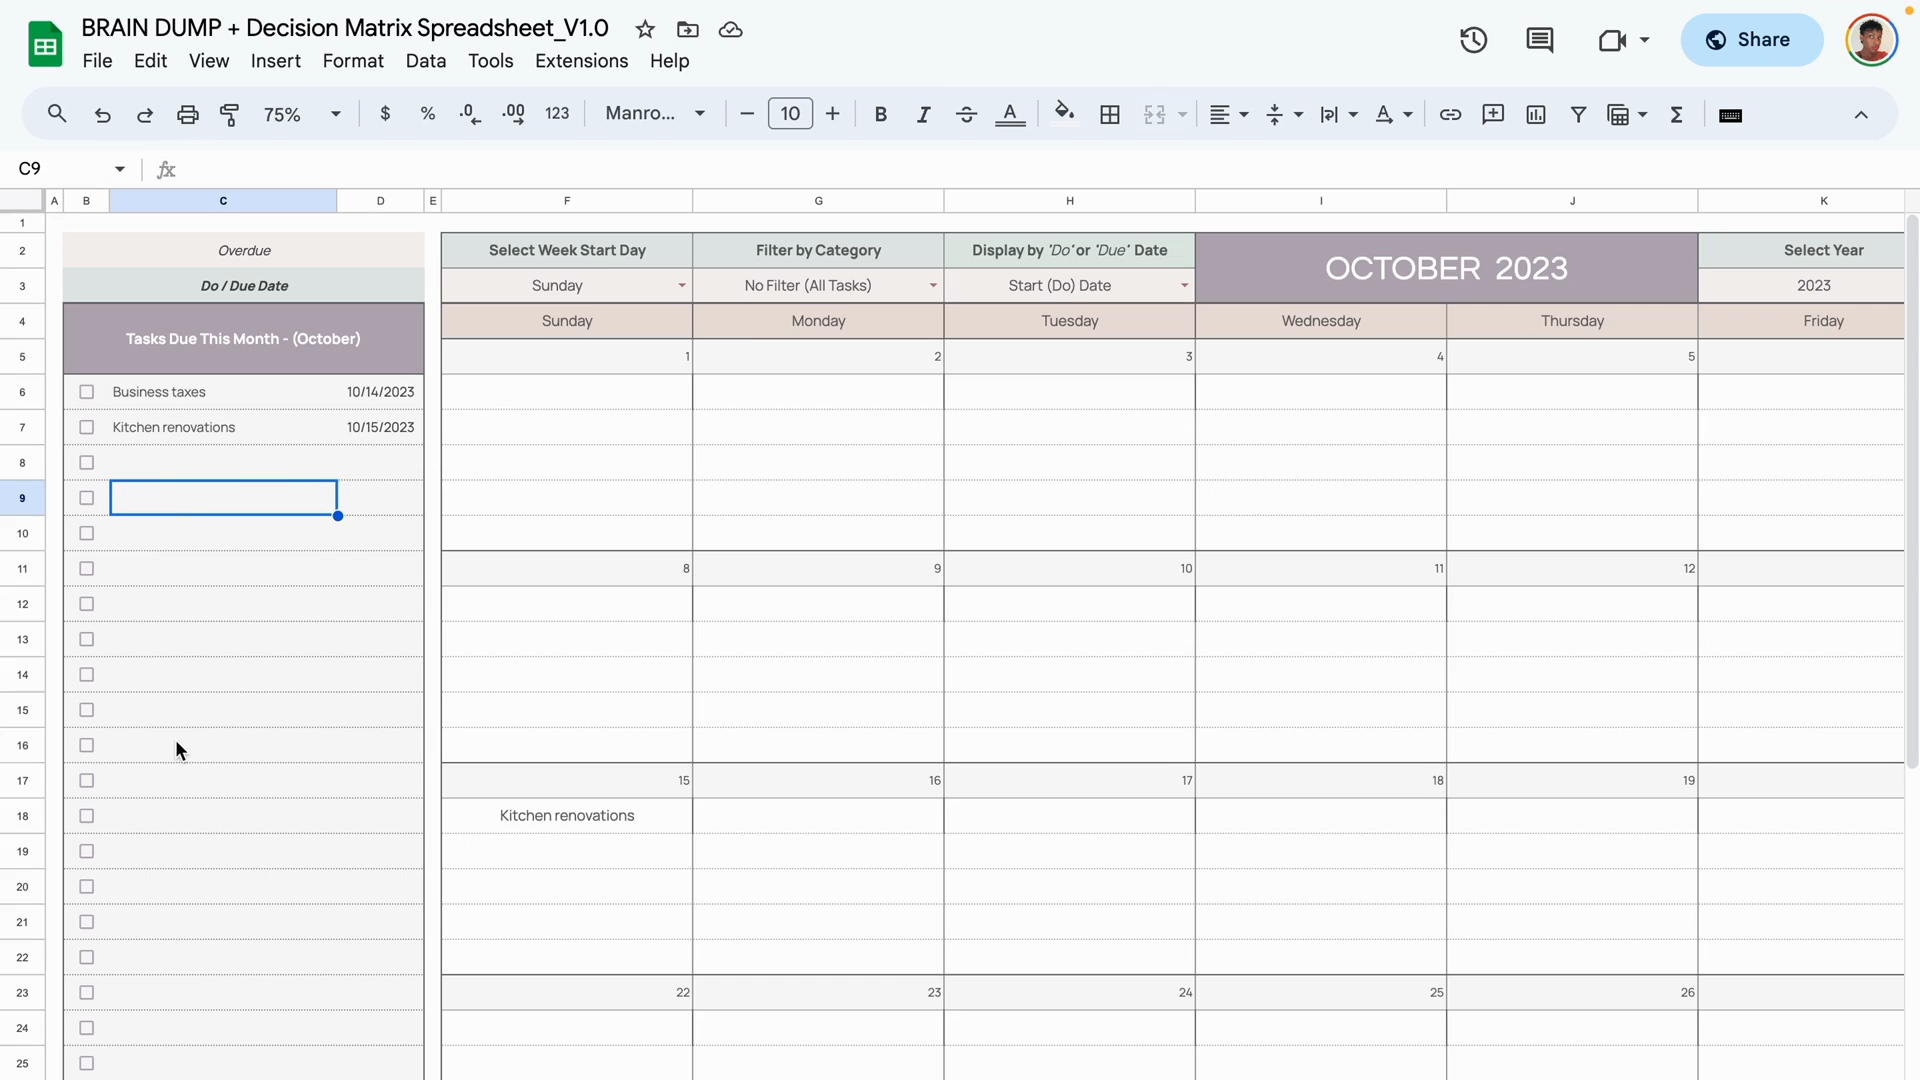 BRAIN DUMP + Decision Matrix Spreadsheet_V1.0
File Edit View Insert Format Data Tools Extensions Help
Share
75% $ % .0 .00 123 Manro... 10 B I S A
C9 fx
A B C D E F G H I J K
1
2 Overdue Select Week Start Day Filter by Category Display by 'Do' or 'Due' Date OCTOBER 2023 Select Year
3 Do / Due Date Sunday No Filter (All Tasks) Start (Do) Date 2023
4 Tasks Due This Month - (October) Sunday Monday Tuesday Wednesday Thursday Friday
5 1 2 3 4 5
6 Business taxes 10/14/2023
7 Kitchen renovations 10/15/2023
8
9
10
11 8 9 10 11 12
12
13
14
15
16
17 15 16 17 18 19
18 Kitchen renovations
19
20
21
22
23 22 23 24 25 26
24
25